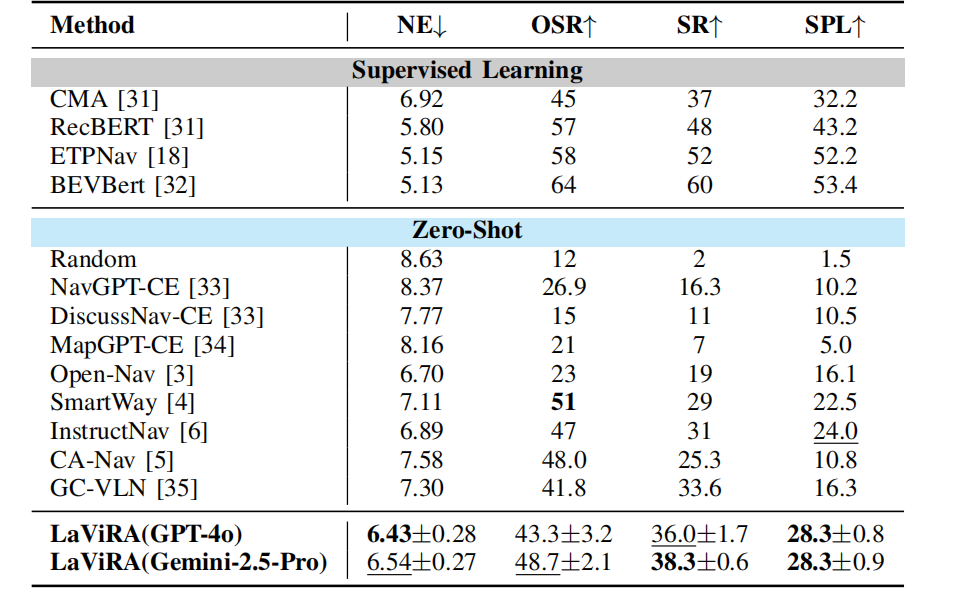 Method NE↓ OSR↑ SR↑ SPL↑
Supervised Learning
CMA [31] 6.92 45 37 32.2
RecBERT [31] 5.80 57 48 43.2
ETPNav [18] 5.15 58 52 52.2
BEVBert [32] 5.13 64 60 53.4
Zero-Shot
Random 8.63 12 2 1.5
NavGPT-CE [33] 8.37 26.9 16.3 10.2
DiscussNav-CE [33] 7.77 15 11 10.5
MapGPT-CE [34] 8.16 21 7 5.0
Open-Nav [3] 6.70 23 19 16.1
SmartWay [4] 7.11 51 29 22.5
InstructNav [6] 6.89 47 31 24.0
CA-Nav [5] 7.58 48.0 25.3 10.8
GC-VLN [35] 7.30 41.8 33.6 16.3
LaViRA(GPT-4o) 6.43±0.28 43.3±3.2 36.0±1.7 28.3±0.8
LaViRA(Gemini-2.5-Pro) 6.54±0.27 48.7±2.1 38.3±0.6 28.3±0.9